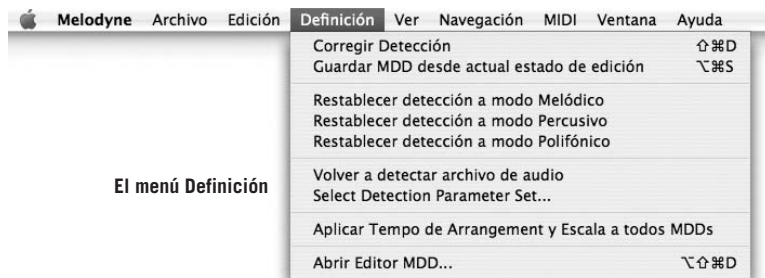 Melodyne Archivo Edición Definición Ver Navegación MIDI Ventana Ayuda
Corregir Detección ⇧⌘D
Guardar MDD desde actual estado de edición ⌥⌘S
Restablecer detección a modo Melódico
Restablecer detección a modo Percusivo
Restablecer detección a modo Polifónico
Volver a detectar archivo de audio
El menú Definición
Select Detection Parameter Set...
Aplicar Tempo de Arrangement y Escala a todos MDDs
Abrir Editor MDD... ⌥⇧⌘D